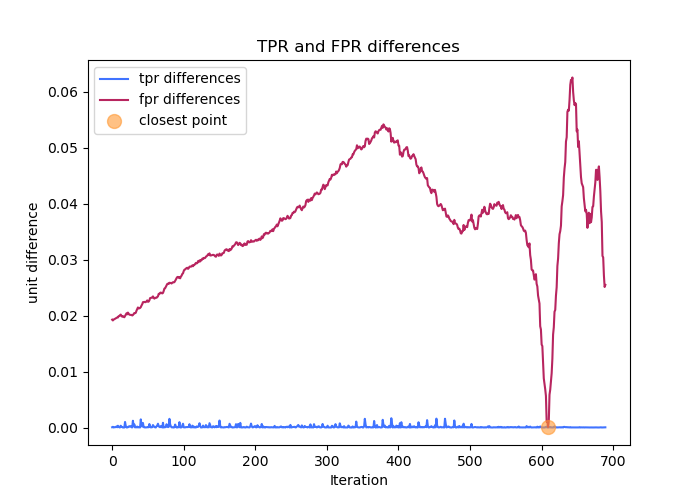 TPR and FPR differences
tpr differences
fpr differences
closest point
unit difference
0.06
0.05
0.04
0.03
0.02
0.01
0.00
0 100 200 300 400 500 600 700
Iteration